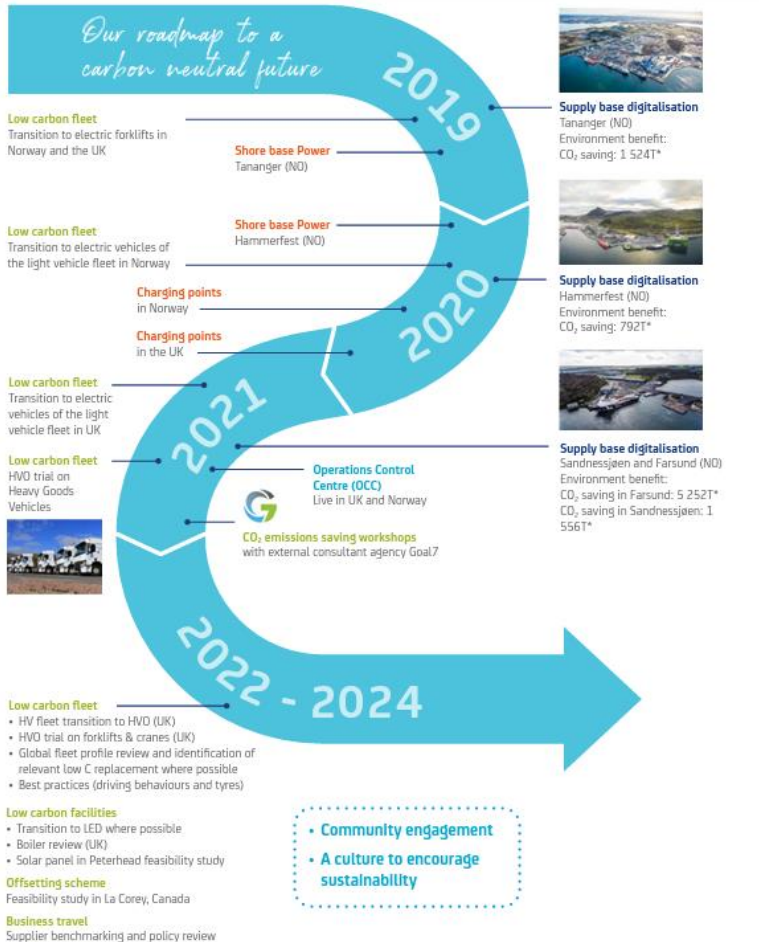 Our roadmap to a
carbon neutral future
2019
Low carbon fleet
Transition to electric forklifts in
Norway and the UK
Shore base Power
Tananger (NO)
Supply base digitalisation
Tananger (NO)
Environment benefit:
CO₂ saving: 1 524T*
Low carbon fleet
Transition to electric vehicles of
the light vehicle fleet in Norway
Shore base Power
Hammerfest (NO)
Charging points
in Norway
Charging points
in the UK
2020
Supply base digitalisation
Hammerfest (NO)
Environment benefit:
CO₂ saving: 792T*
2021
Low carbon fleet
Transition to electric
vehicles of the light
vehicle fleet in UK
Low carbon fleet
HVO trial on
Heavy Goods
Vehicles
Operations Control
Centre (OCC)
Live in UK and Norway
CO₂ emissions saving workshops
with external consultant agency Goal7
Supply base digitalisation
Sandnessjøen and Farsund (NO)
Environment benefit:
CO₂ saving in Farsund: 5 252T*
CO₂ saving in Sandnessjøen: 1
556T*
2022 - 2024
Low carbon fleet
• HV fleet transition to HVO (UK)
• HVO trial on forklifts & cranes (UK)
• Global fleet profile review and identification of
relevant low C replacement where possible
• Best practices (driving behaviours and tyres)
Low carbon facilities
• Transition to LED where possible
• Boiler review (UK)
• Solar panel in Peterhead feasibility study
Offsetting scheme
Feasibility study in La Corey, Canada
Business travel
Supplier benchmarking and policy review
• Community engagement
• A culture to encourage
sustainability